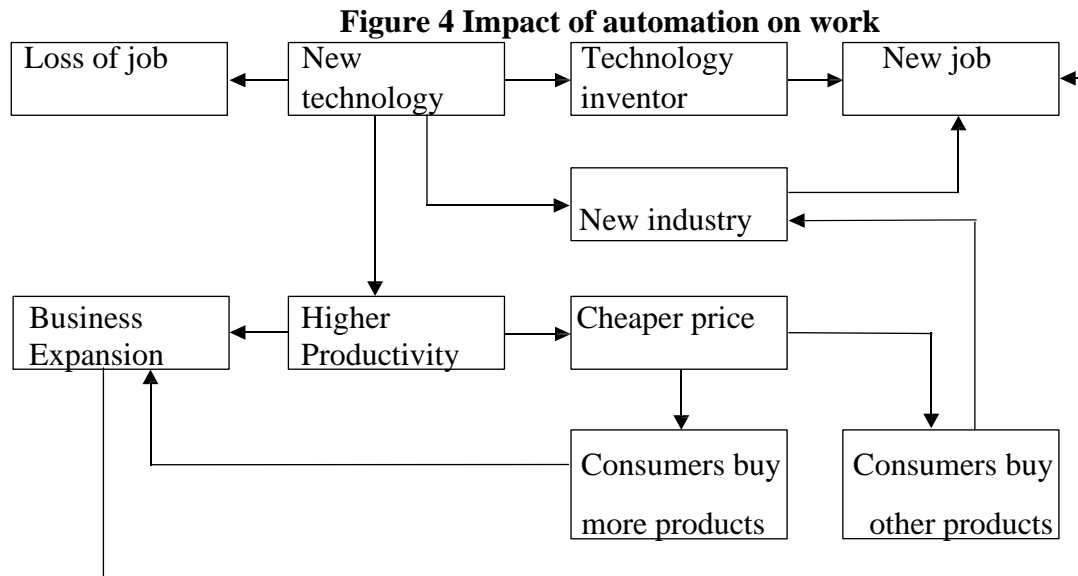 Figure 4 Impact of automation on work
Loss of job
New
technology
Technology
inventor
New job
New industry
Business
Expansion
Higher
Productivity
Cheaper price
Consumers buy
more products
Consumers buy
other products